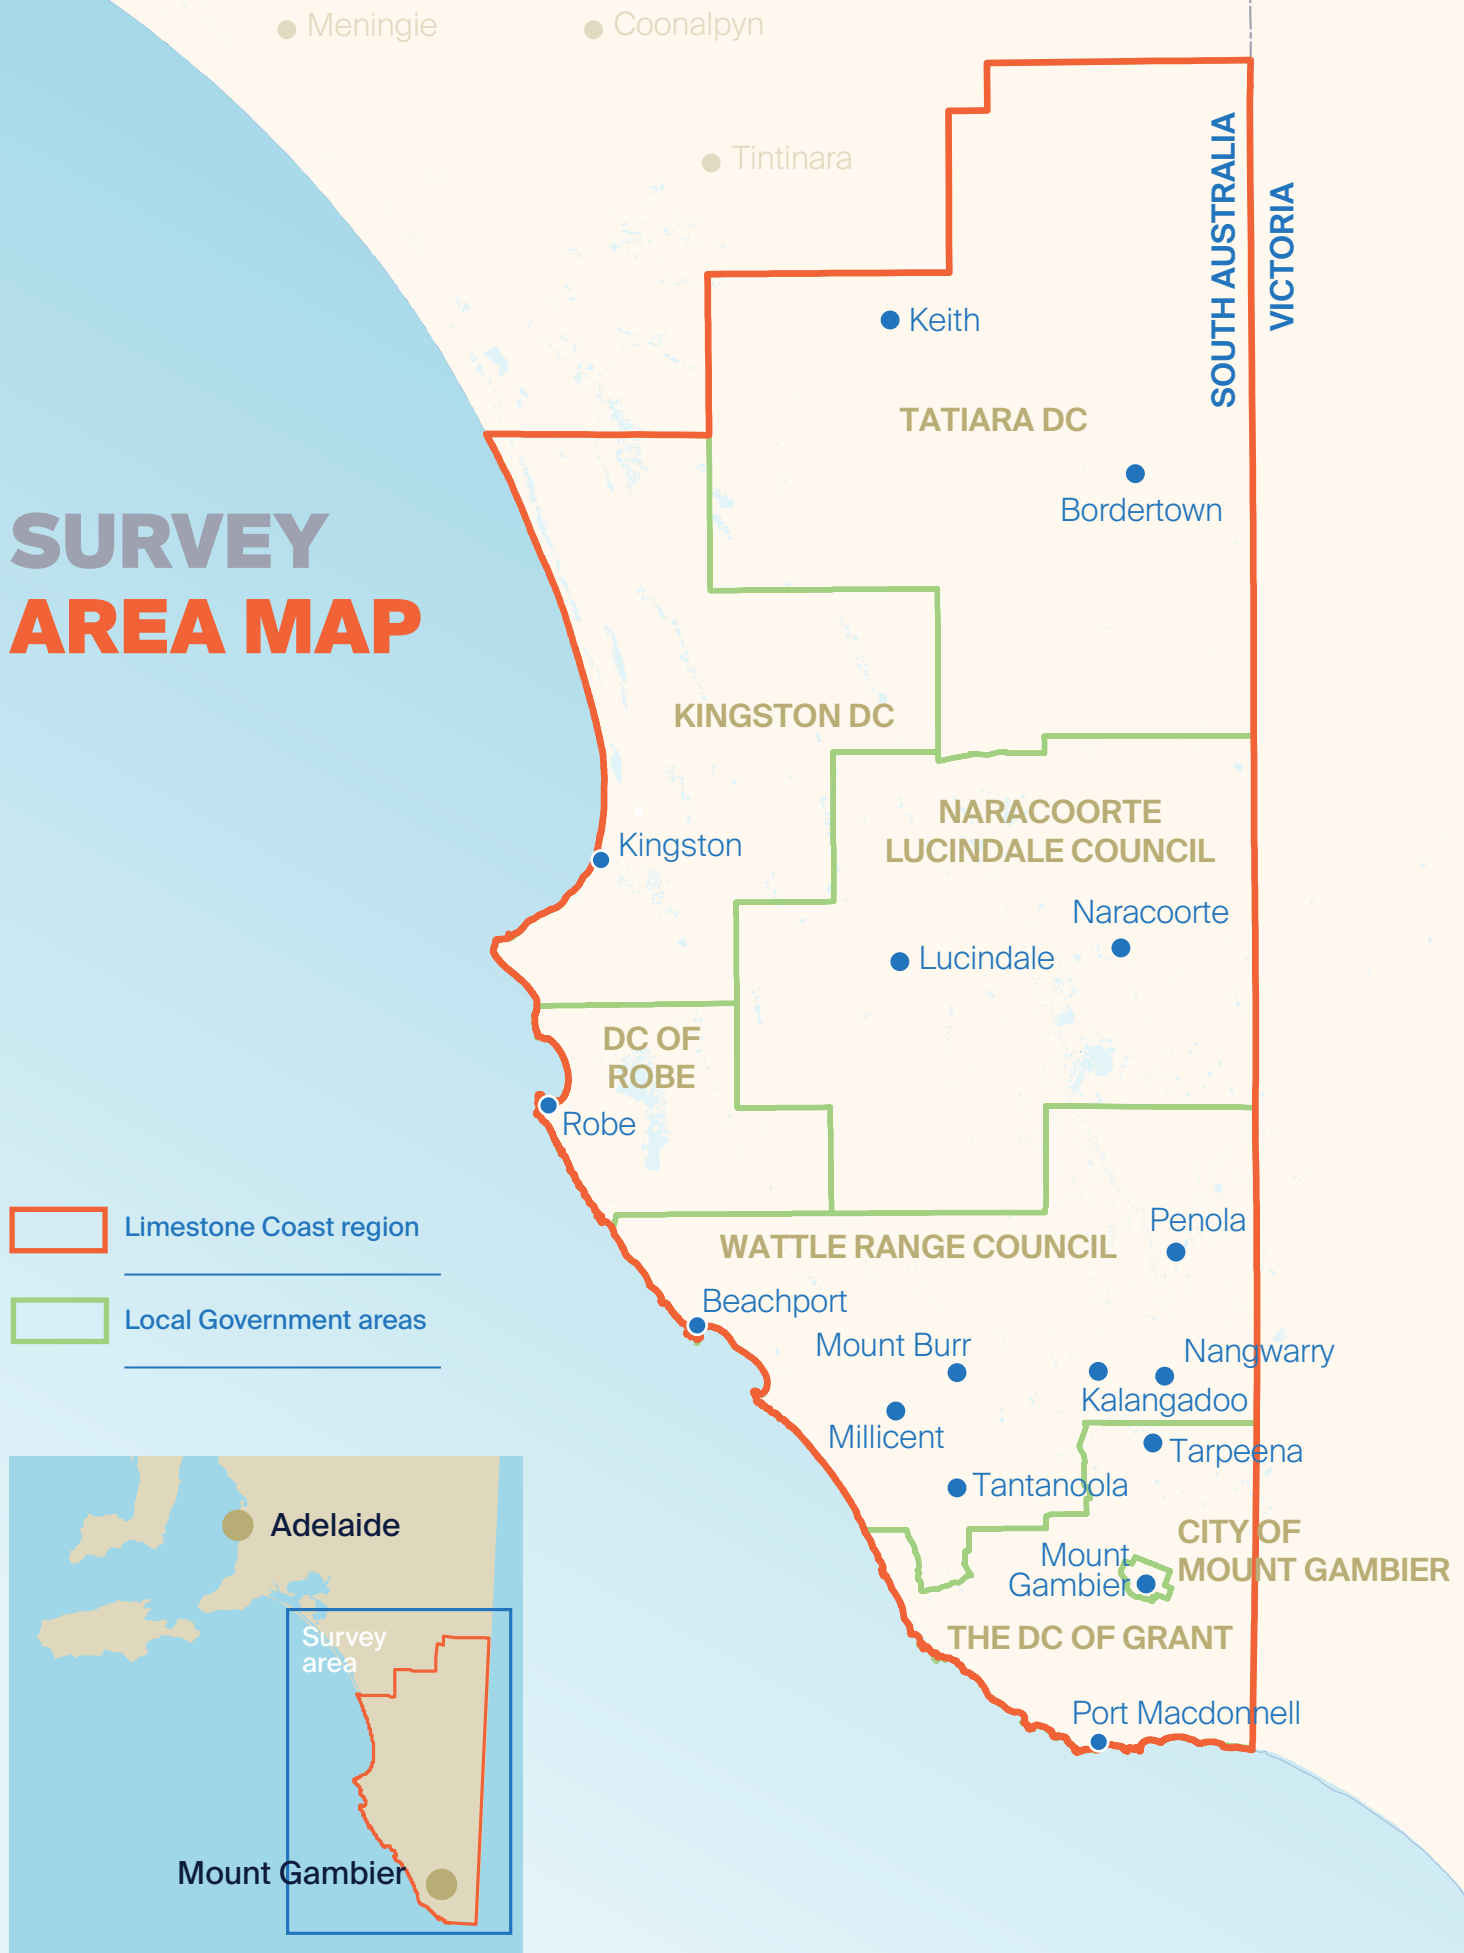 Meningie
Coonalpyn
Tintinara
SOUTH AUSTRALIA
VICTORIA
Keith
TATIARA DC
Bordertown
SURVEY
AREA MAP
KINGSTON DC
NARACOORTE
LUCINDALE COUNCIL
Kingston
Naracoorte
Lucindale
DC OF
ROBE
Robe
Limestone Coast region
Local Government areas
Penola
WATTLE RANGE COUNCIL
Beachport
Mount Burr
Nangwarry
Kalangadoo
Millicent
Tarpeena
Tantanoola
CITY OF
MOUNT GAMBIER
Mount
Gambier
THE DC OF GRANT
Port Macdonnell
Adelaide
Survey
area
Mount Gambier